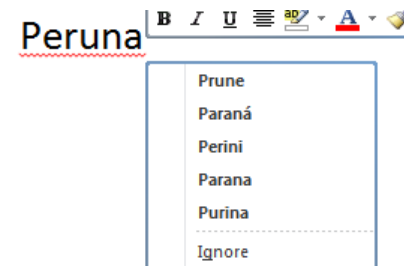 Peruna
B I U A
Prune
Paraná
Perini
Parana
Purina
Ignore